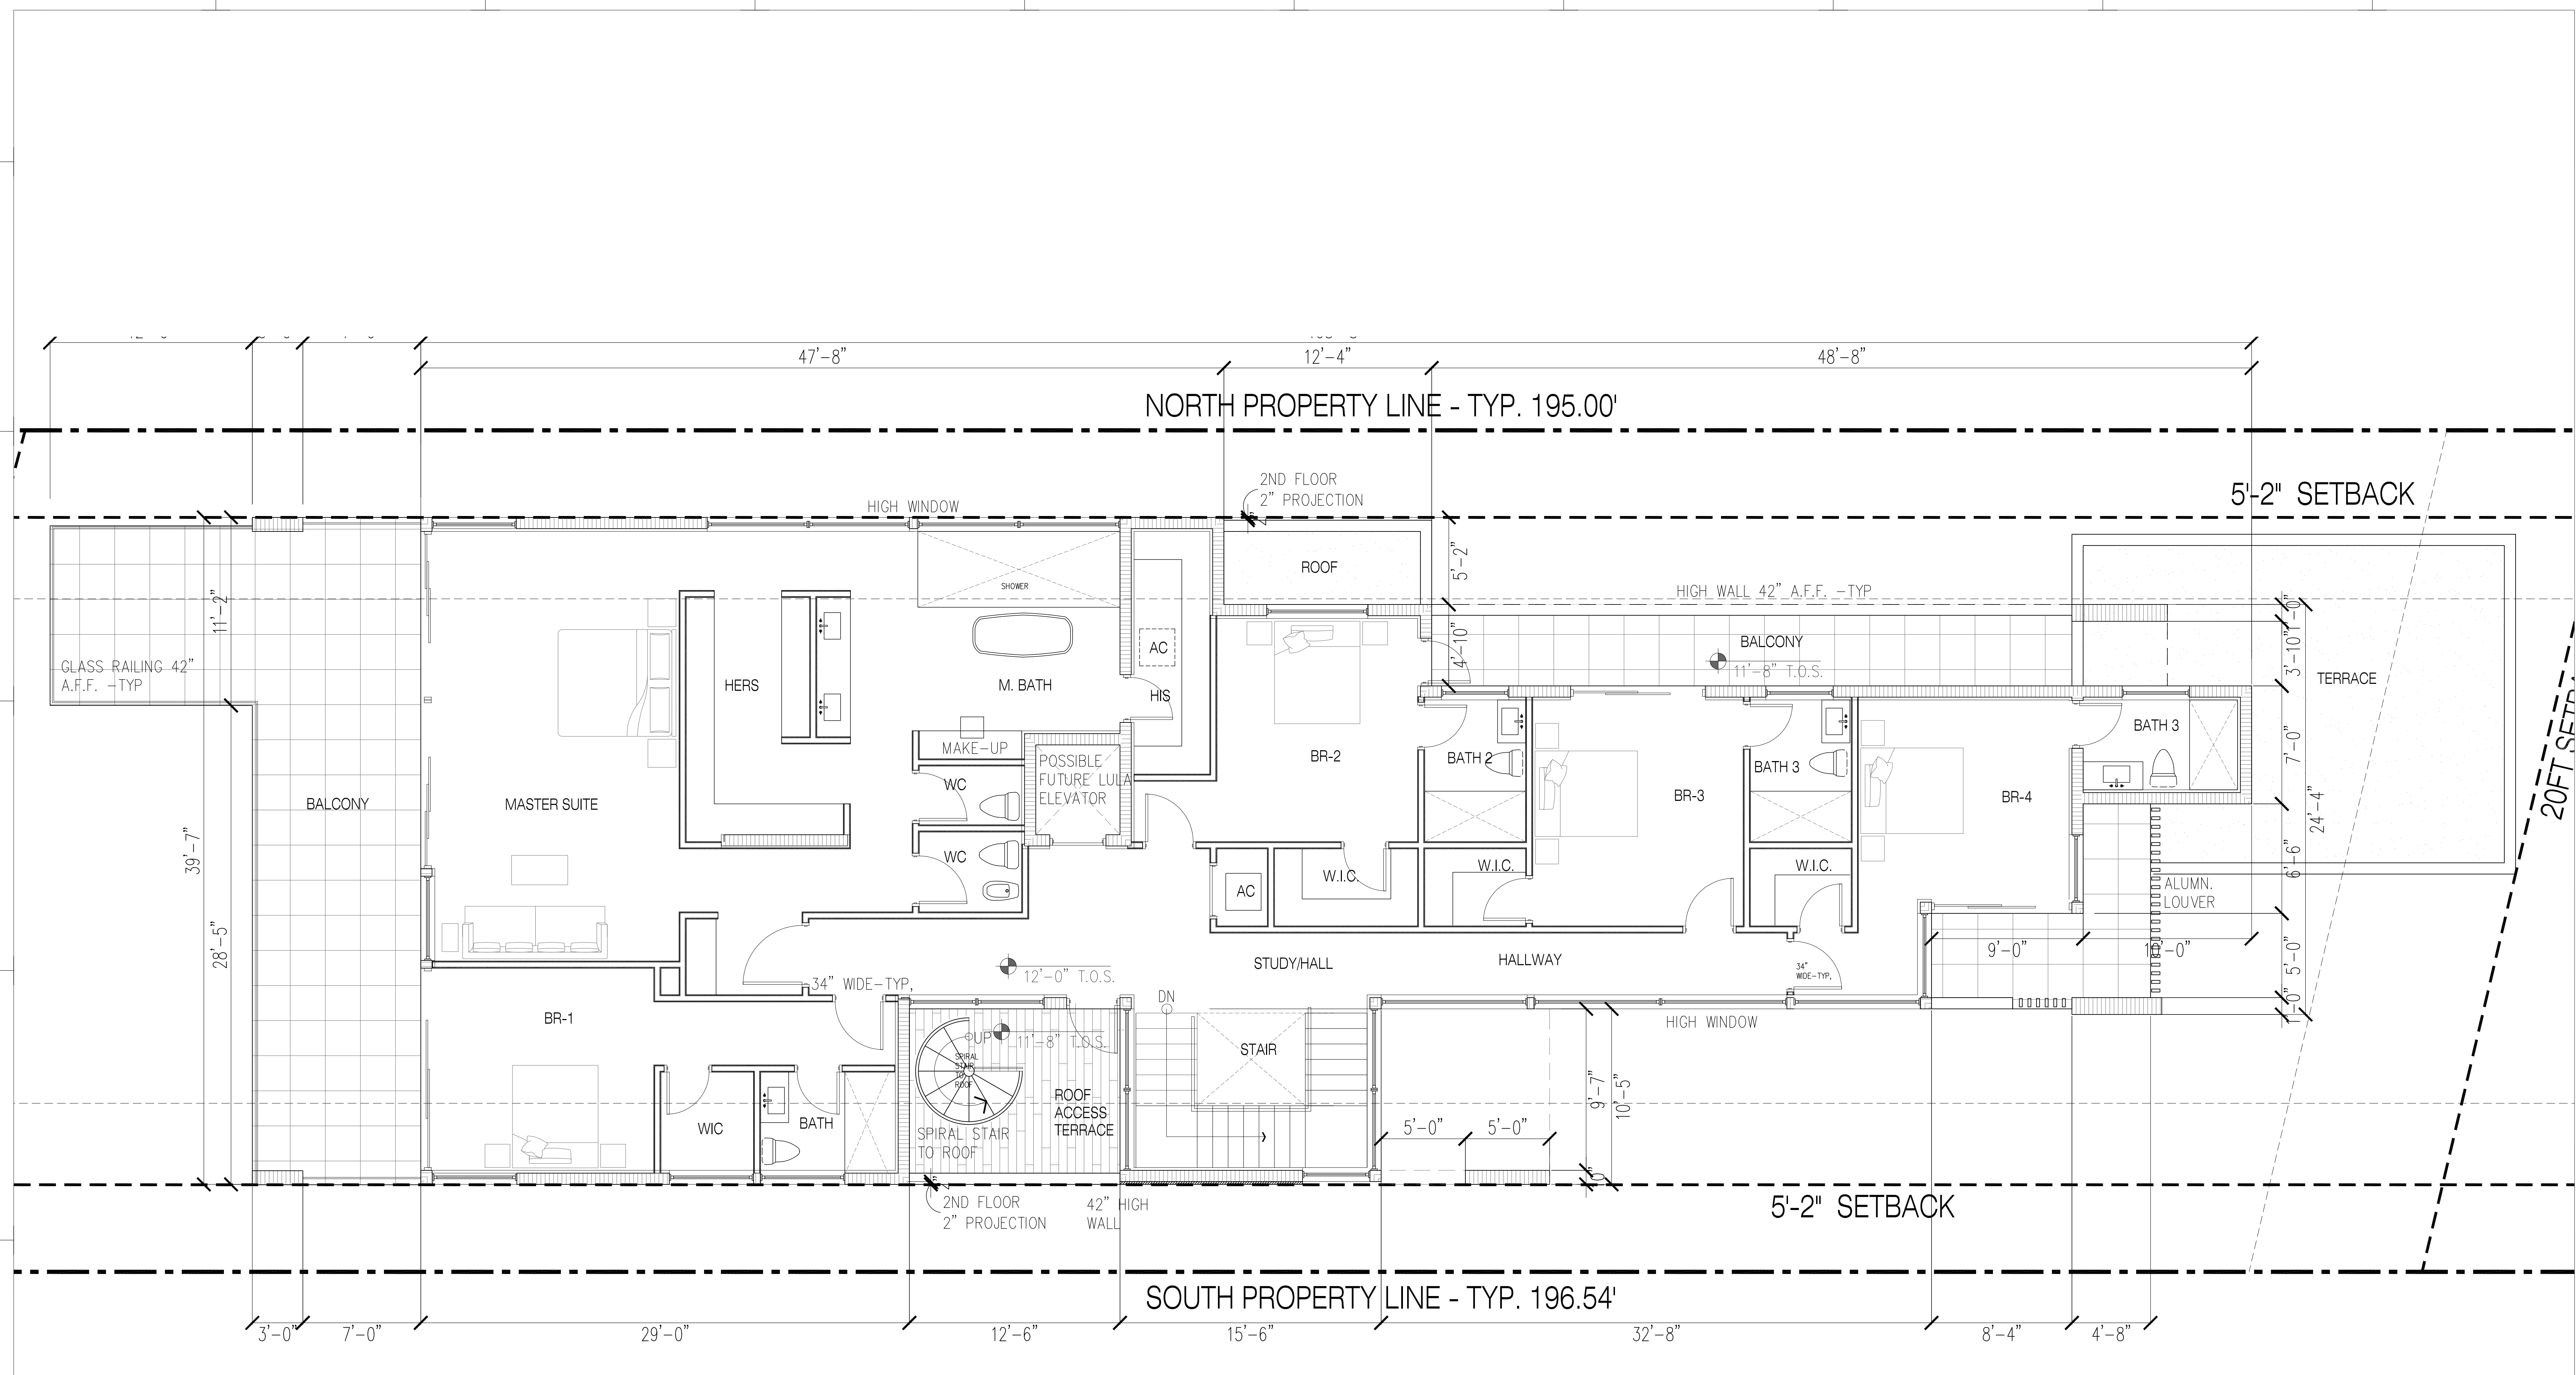 47'-8"
12'-4"
48'-8"
NORTH PROPERTY LINE - TYP. 195.00'
2ND FLOOR
2" PROJECTION
5'-2" SETBACK
HIGH WINDOW
ROOF
5'-2"
SHOWER
HIGH WALL 42" A.F.F. -TYP
1'-0"
11'-2"
4'-10"
BALCONY
11'-8" T.O.S.
3'-10"
AC
GLASS RAILING 42"
A.F.F. -TYP
HERS
M. BATH
HIS
TERRACE
BATH 3
MAKE-UP
BR-2
BATH 2
BATH 3
7'-0"
POSSIBLE
FUTURE LULA
ELEVATOR
WC
BALCONY
MASTER SUITE
BR-3
BR-4
24'-4"
39'-7"
WC
W.I.C.
W.I.C.
W.I.C.
6'-6"
AC
ALUMN.
LOUVER
28'-5"
9'-0"
5'-0"
STUDY/HALL
HALLWAY
34"
WIDE-TYP,
12'-0" T.O.S.
34" WIDE-TYP,
DN
BR-1
HIGH WINDOW
UP
11'-8" T.O.S.
STAIR
SPIRAL
STAIR
TO
ROOF
ROOF
ACCESS
TERRACE
9'-7"
10'-5"
WIC
BATH
SPIRAL STAIR
TO ROOF
5'-0"
5'-0"
2ND FLOOR
2" PROJECTION
42" HIGH
WALL
5'-2" SETBACK
SOUTH PROPERTY LINE - TYP. 196.54'
3'-0"
7'-0"
29'-0"
12'-6"
15'-6"
32'-8"
8'-4"
4'-8"